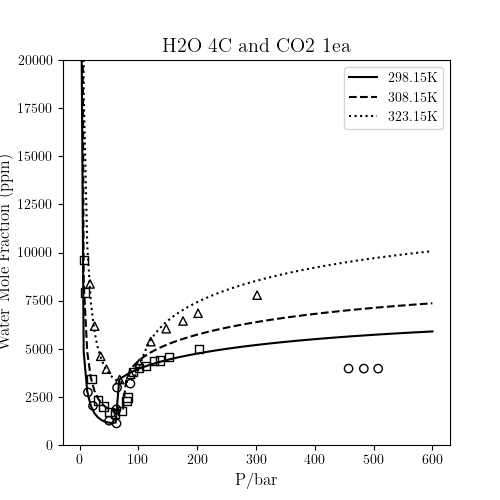 H2O 4C and CO2 1ea
20000
17500
15000
12500
10000
7500
5000
2500
0
Water Mole Fraction (ppm)
298.15K
308.15K
323.15K
0 100 200 300 400 500 600
P/bar